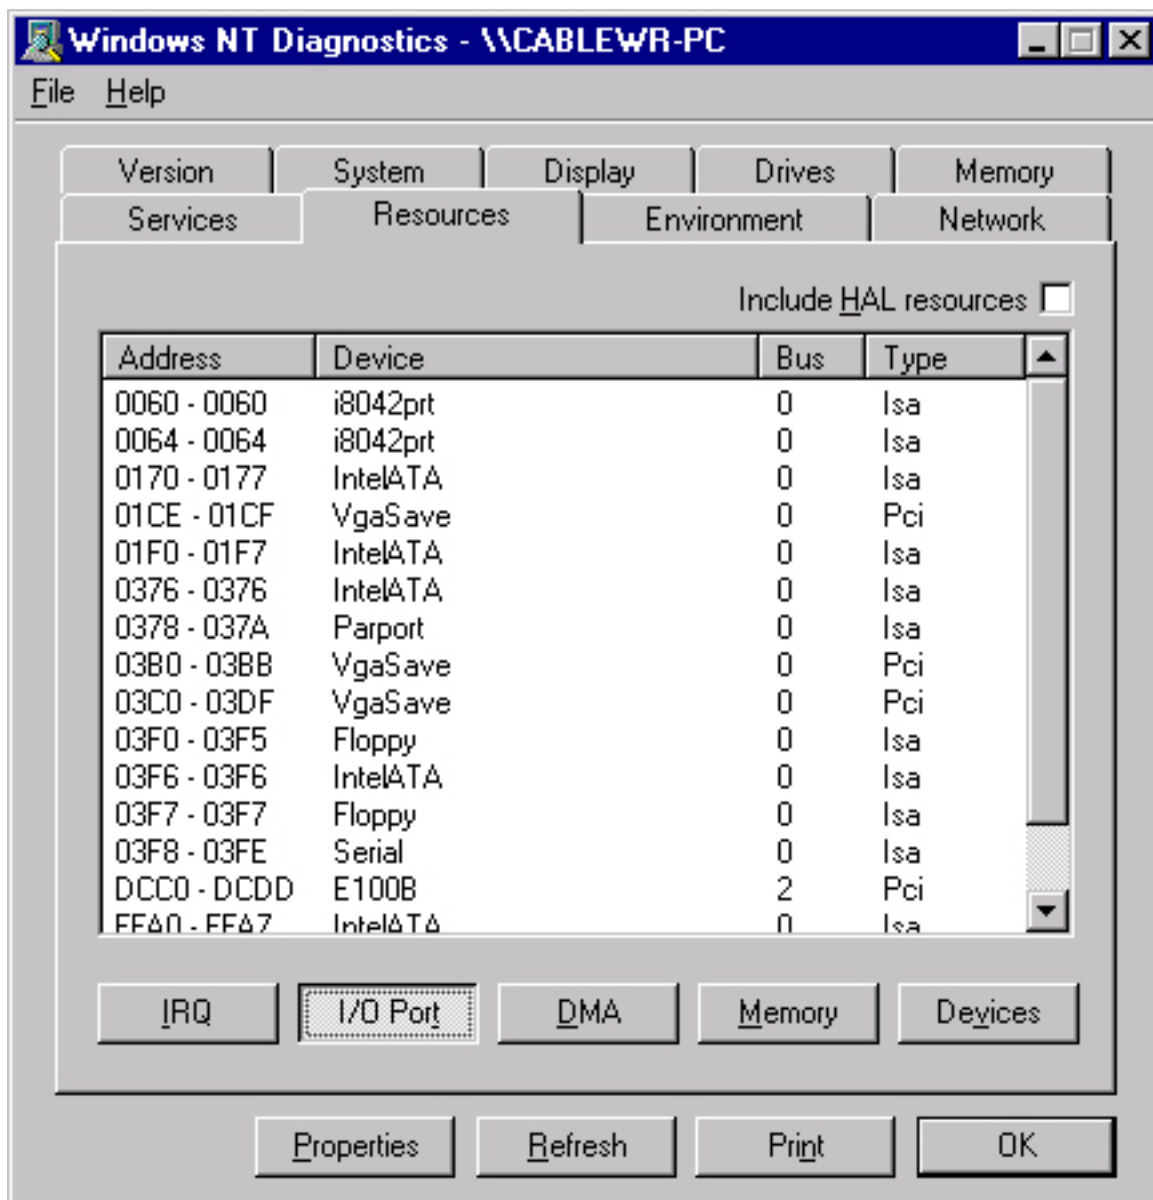 Windows NT Diagnostics - \\CABLEWR-PC
File Help
Version System Display Drives Memory
Services Resources Environment Network
Include HAL resources
Address Device Bus Type
0060 - 0060 i8042prt 0 Isa
0064 - 0064 i8042prt 0 Isa
0170 - 0177 IntelATA 0 Isa
01CE - 01CF VgaSave 0 Pci
01F0 - 01F7 IntelATA 0 Isa
0376 - 0376 IntelATA 0 Isa
0378 - 037A Parport 0 Isa
03B0 - 03BB VgaSave 0 Pci
03C0 - 03DF VgaSave 0 Pci
03F0 - 03F5 Floppy 0 Isa
03F6 - 03F6 IntelATA 0 Isa
03F7 - 03F7 Floppy 0 Isa
03F8 - 03FE Serial 0 Isa
DCC0 - DCDD E100B 2 Pci
FFA0 - FFA7 IntelATA 0 Isa
IRQ I/O Port DMA Memory Devices
Properties Refresh Print OK